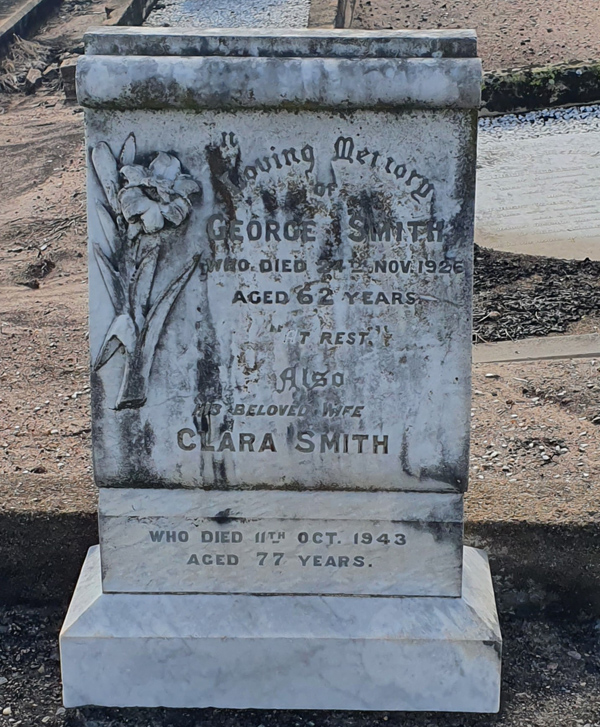 Loving Memory
of
GEORGE SMITH
WHO DIED 24TH NOV. 1926
AGED 62 YEARS.
"AT REST."
Also
HIS BELOVED WIFE
CLARA SMITH
WHO DIED 11TH OCT. 1943
AGED 77 YEARS.